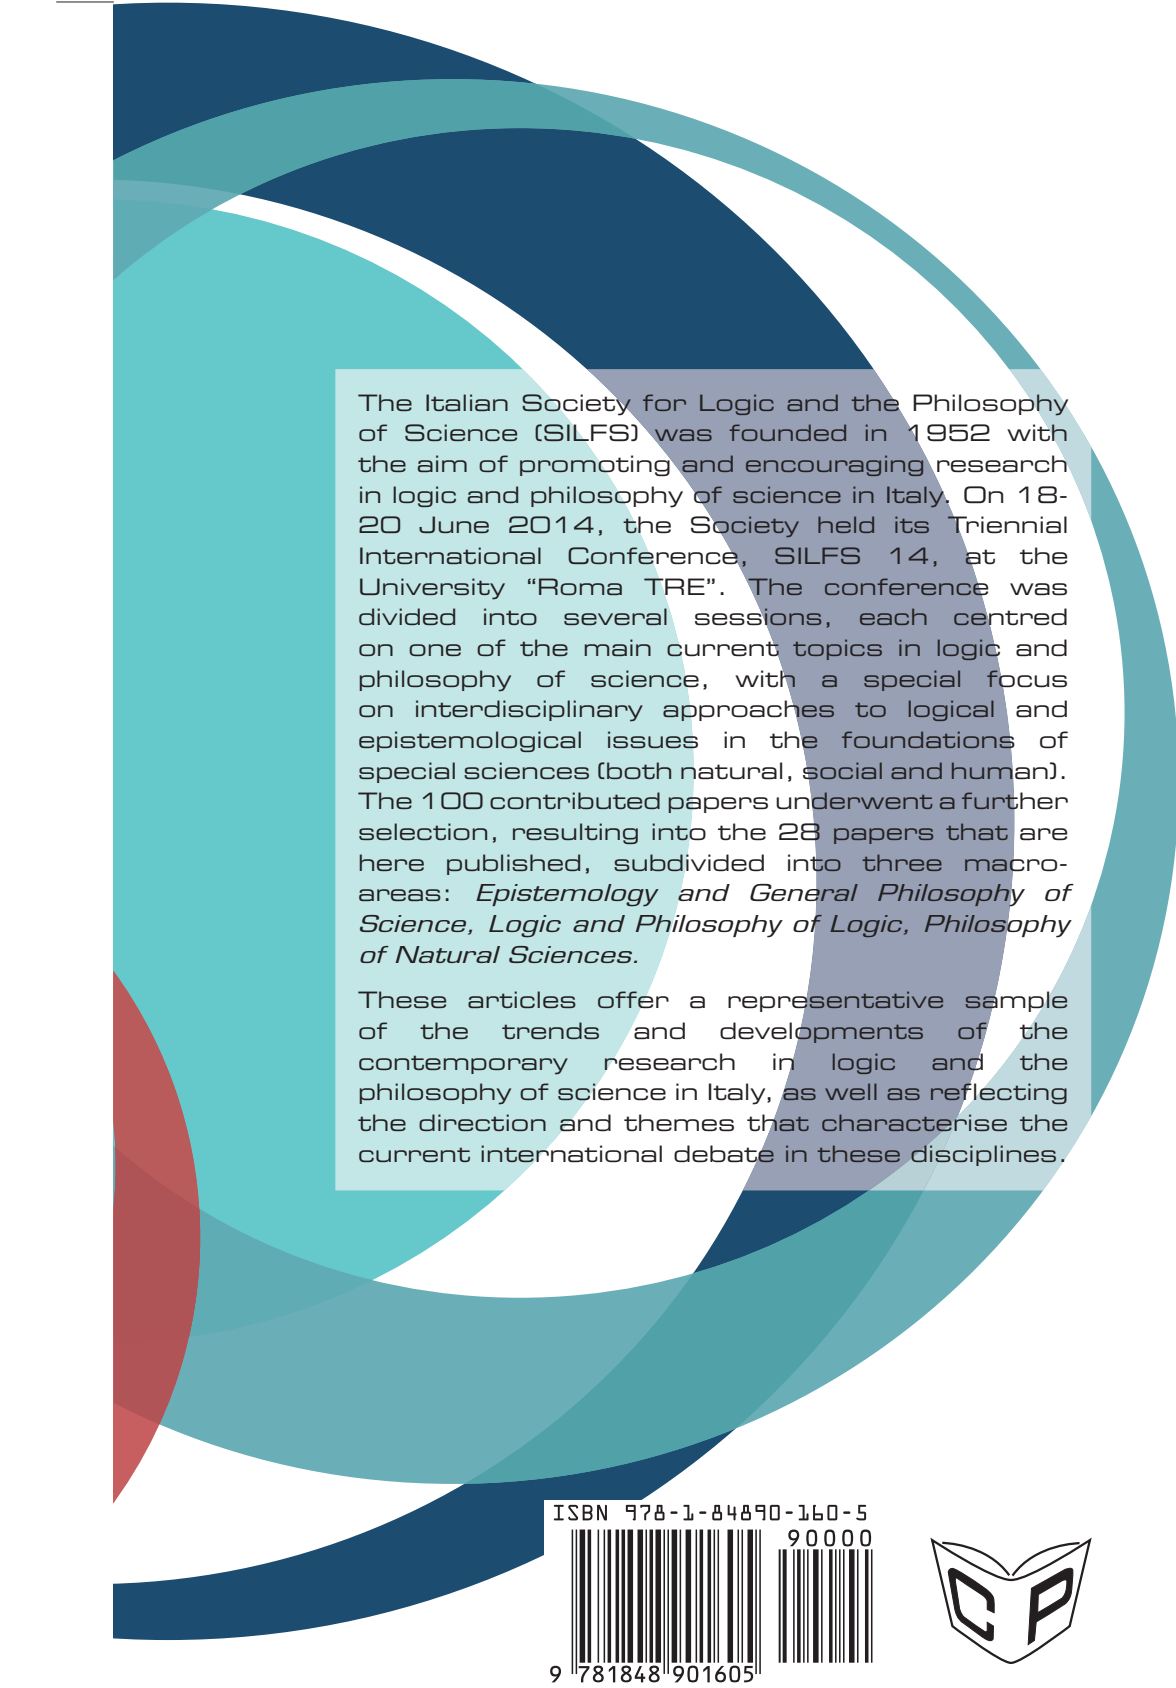 The Italian Society for Logic and the Philosophy
of Science (SILFS) was founded in 1952 with
the aim of promoting and encouraging research
in logic and philosophy of science in Italy. On 18-
20 June 2014, the Society held its Triennial
International Conference, SILFS 14, at the
University “Roma TRE”. The conference was
divided into several sessions, each centred
on one of the main current topics in logic and
philosophy of science, with a special focus
on interdisciplinary approaches to logical and
epistemological issues in the foundations of
special sciences (both natural, social and human).
The 100 contributed papers underwent a further
selection, resulting into the 28 papers that are
here published, subdivided into three macro-
areas: Epistemology and General Philosophy of
Science, Logic and Philosophy of Logic, Philosophy
of Natural Sciences.
These articles offer a representative sample
of the trends and developments of the
contemporary research in logic and the
philosophy of science in Italy, as well as reflecting
the direction and themes that characterise the
current international debate in these disciplines.
ISBN 978-1-84890-160-5
90000
9 781848 901605
CP